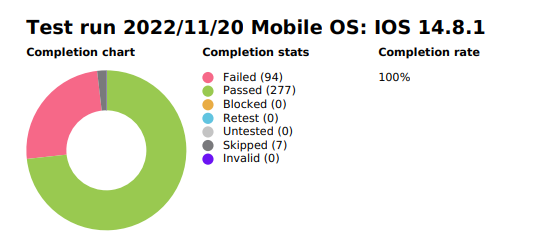 Test run 2022/11/20 Mobile OS: IOS 14.8.1
Completion chart
Completion stats
Completion rate
Failed (94)
Passed (277)
Blocked (0)
Retest (0)
Untested (0)
Skipped (7)
Invalid (0)
100%